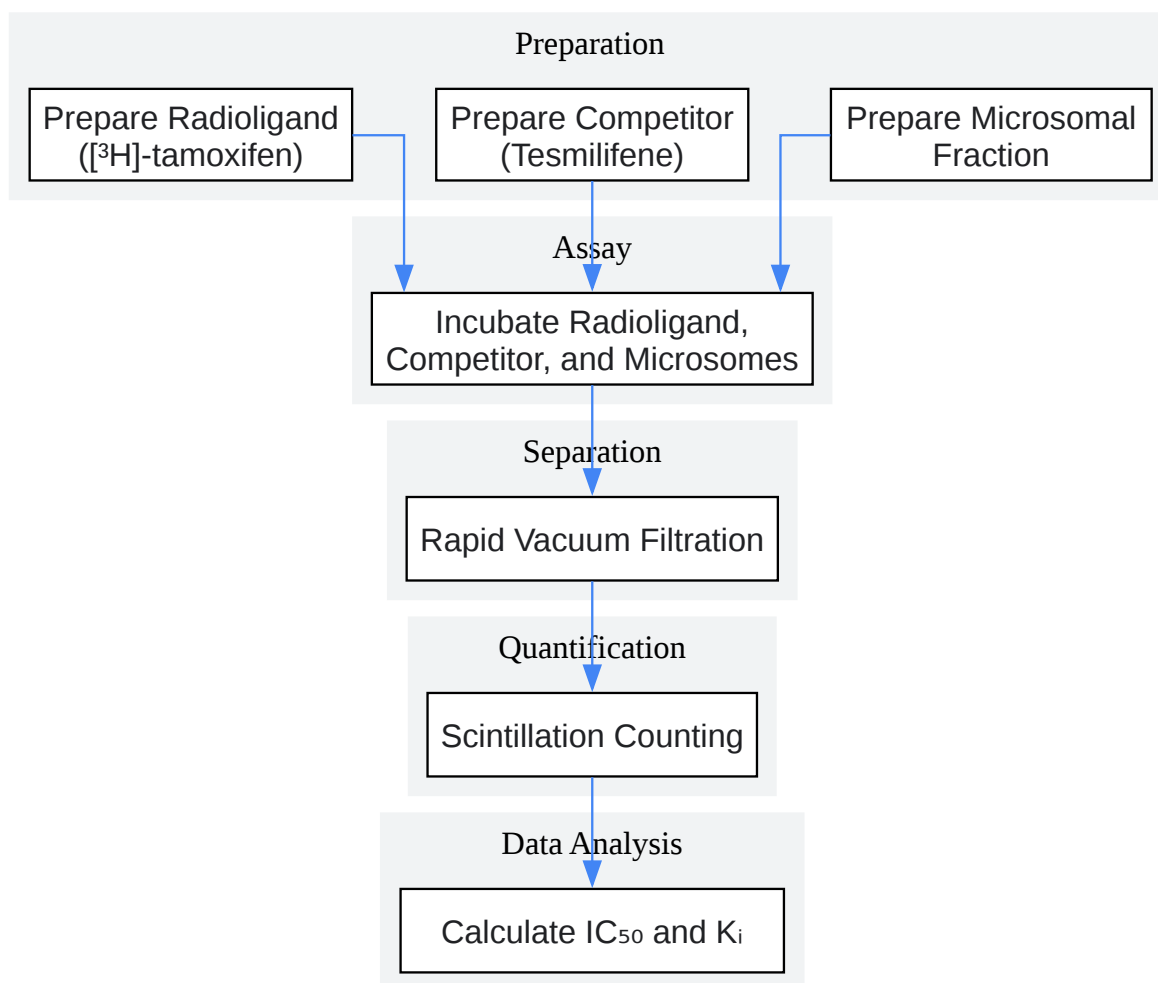 Preparation
Prepare Radioligand
([³H]-tamoxifen)
Prepare Competitor
(Tesmilifene)
Prepare Microsomal
Fraction
Assay
Incubate Radioligand,
Competitor, and Microsomes
Separation
Rapid Vacuum Filtration
Quantification
Scintillation Counting
Data Analysis
Calculate IC₅₀ and Kᵢ